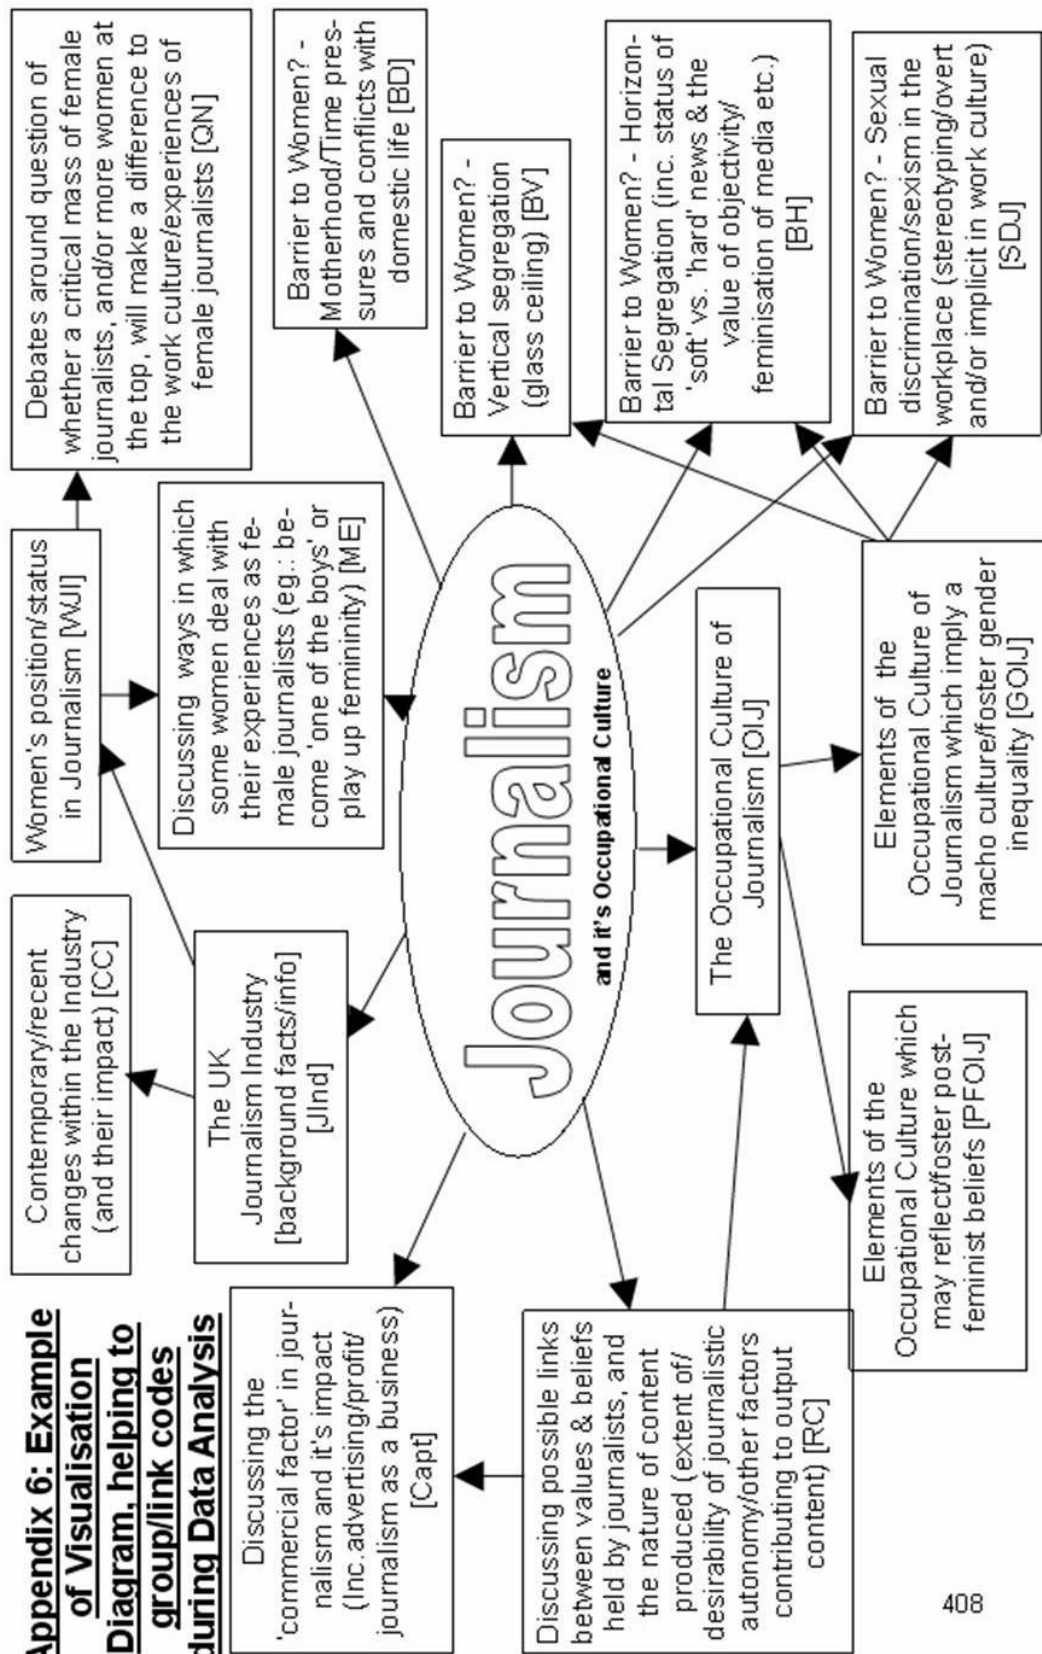 Appendix 6: Example
of Visualisation
Diagram, helping to
group/link codes
during Data Analysis
Contemporary/recent
changes within the Industry
(and their impact) [CC]
Women's position/status
in Journalism [WJI]
Debates around question of
whether a critical mass of female
journalists, and/or more women at
the top, will make a difference to
the work culture/experiences of
female journalists [QN]
The UK
Journalism Industry
[background facts/info]
[JInd]
Discussing ways in which
some women deal with
their experiences as fe-
male journalists (eg.: be-
come 'one of the boys' or
play up femininity) [ME]
Barrier to Women? -
Motherhood/Time pres-
sures and conflicts with
domestic life [BD]
Discussing the
'commercial factor' in jour-
nalism and it's impact
(Inc.advertising/profit/
journalism as a business)
[Capt]
Journalism
and it's Occupational Culture
Barrier to Women? -
Vertical segregation
(glass ceiling) [BV]
Discussing possible links
between values & beliefs
held by journalists, and
the nature of content
produced (extent of/
desirability of journalistic
autonomy/other factors
contributing to output
content) [RC]
The Occupational Culture of
Journalism [OIJ]
Barrier to Women? - Horizon-
tal Segregation (inc. status of
'soft' vs. 'hard' news & the
value of objectivity/
feminisation of media etc.)
[BH]
Elements of the
Occupational Culture which
may reflect/foster post-
feminist beliefs [PFOIJ]
Elements of the
Occupational Culture of
Journalism which imply a
macho culture/foster gender
inequality [GOIJ]
Barrier to Women? - Sexual
discrimination/sexism in the
workplace (stereotyping/overt
and/or implicit in work culture)
[SDJ]
408